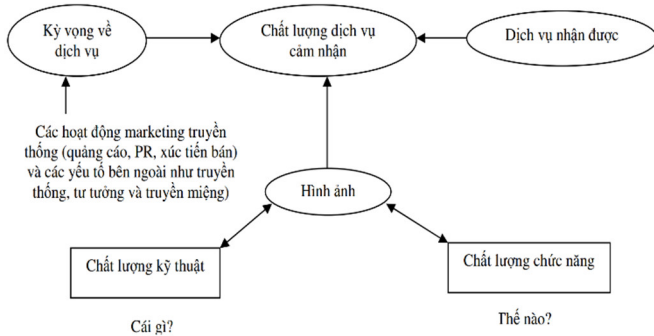 Kỳ vọng về
dịch vụ
Chất lượng dịch vụ
cảm nhận
Dịch vụ nhận được
Các hoạt động marketing truyền
thống (quảng cáo, PR, xúc tiến bán)
và các yếu tố bên ngoài như truyền
thống, tư tưởng và truyền miệng)
Hình ảnh
Chất lượng kỹ thuật
Chất lượng chức năng
Cái gì?
Thế nào?